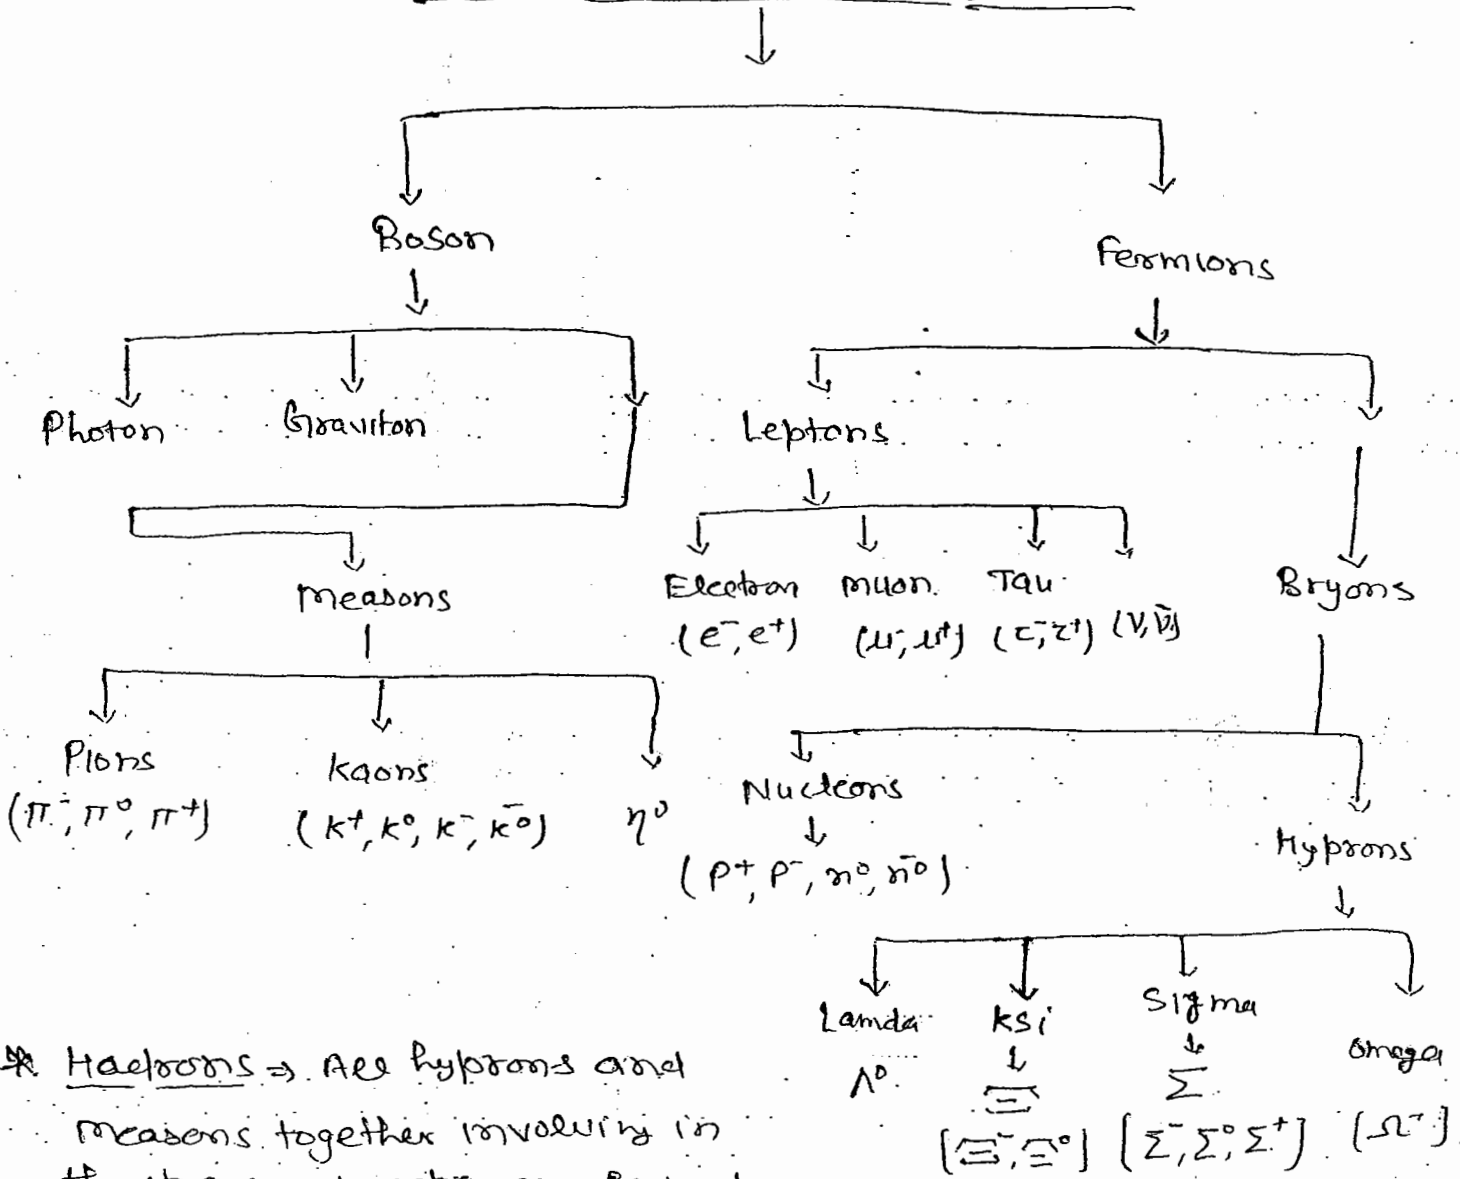 Boson
Fermions
Photon
Graviton
Leptons
Measons
Electron
(e⁻, e⁺)
Muon
(μ⁻, μ⁺)
Tau
(τ⁻, τ⁺)
(ν, ν̄)
Bryons
Pions
(π⁻, π⁰, π⁺)
Kaons
(K⁺, K⁰, K⁻, K̄⁰)
η⁰
Nucleons
(P⁺, P⁻, n⁰, n̄⁰)
Hyprons
Lamda
Λ⁰
Ksi
Ξ
[Ξ⁻, Ξ⁰]
Sigma
Σ
[Σ⁻, Σ⁰, Σ⁺]
Omega
[Ω⁻]
* Hadrons ⇒ All hyprons and
measons together involving in